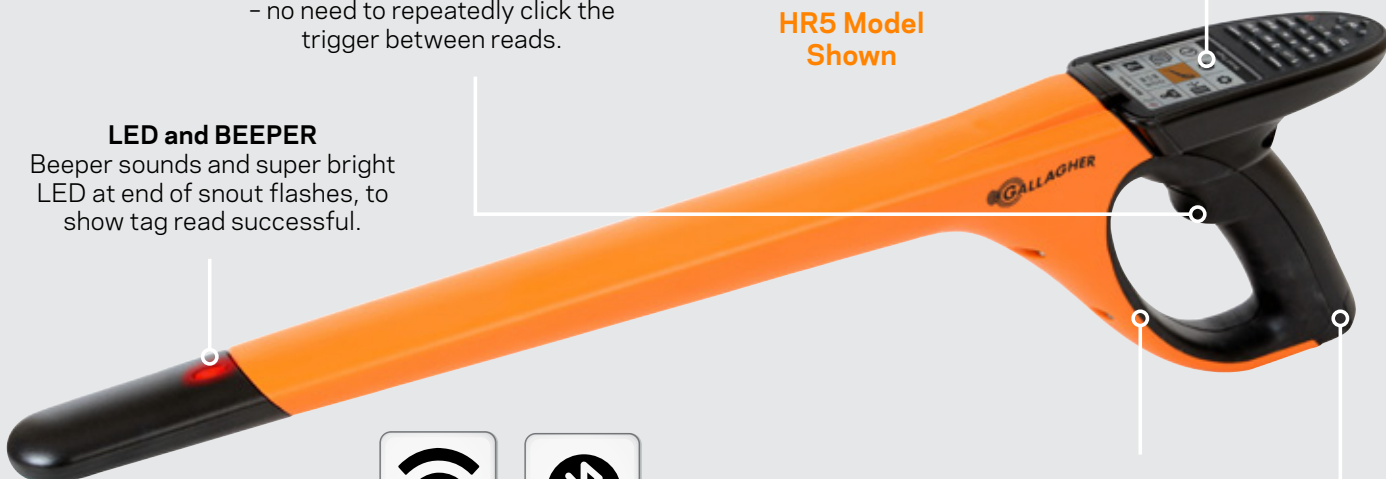 – no need to repeatedly click the
trigger between reads.
HR5 Model
Shown
LED and BEEPER
Beeper sounds and super bright
LED at end of snout flashes, to
show tag read successful.
GALLAGHER